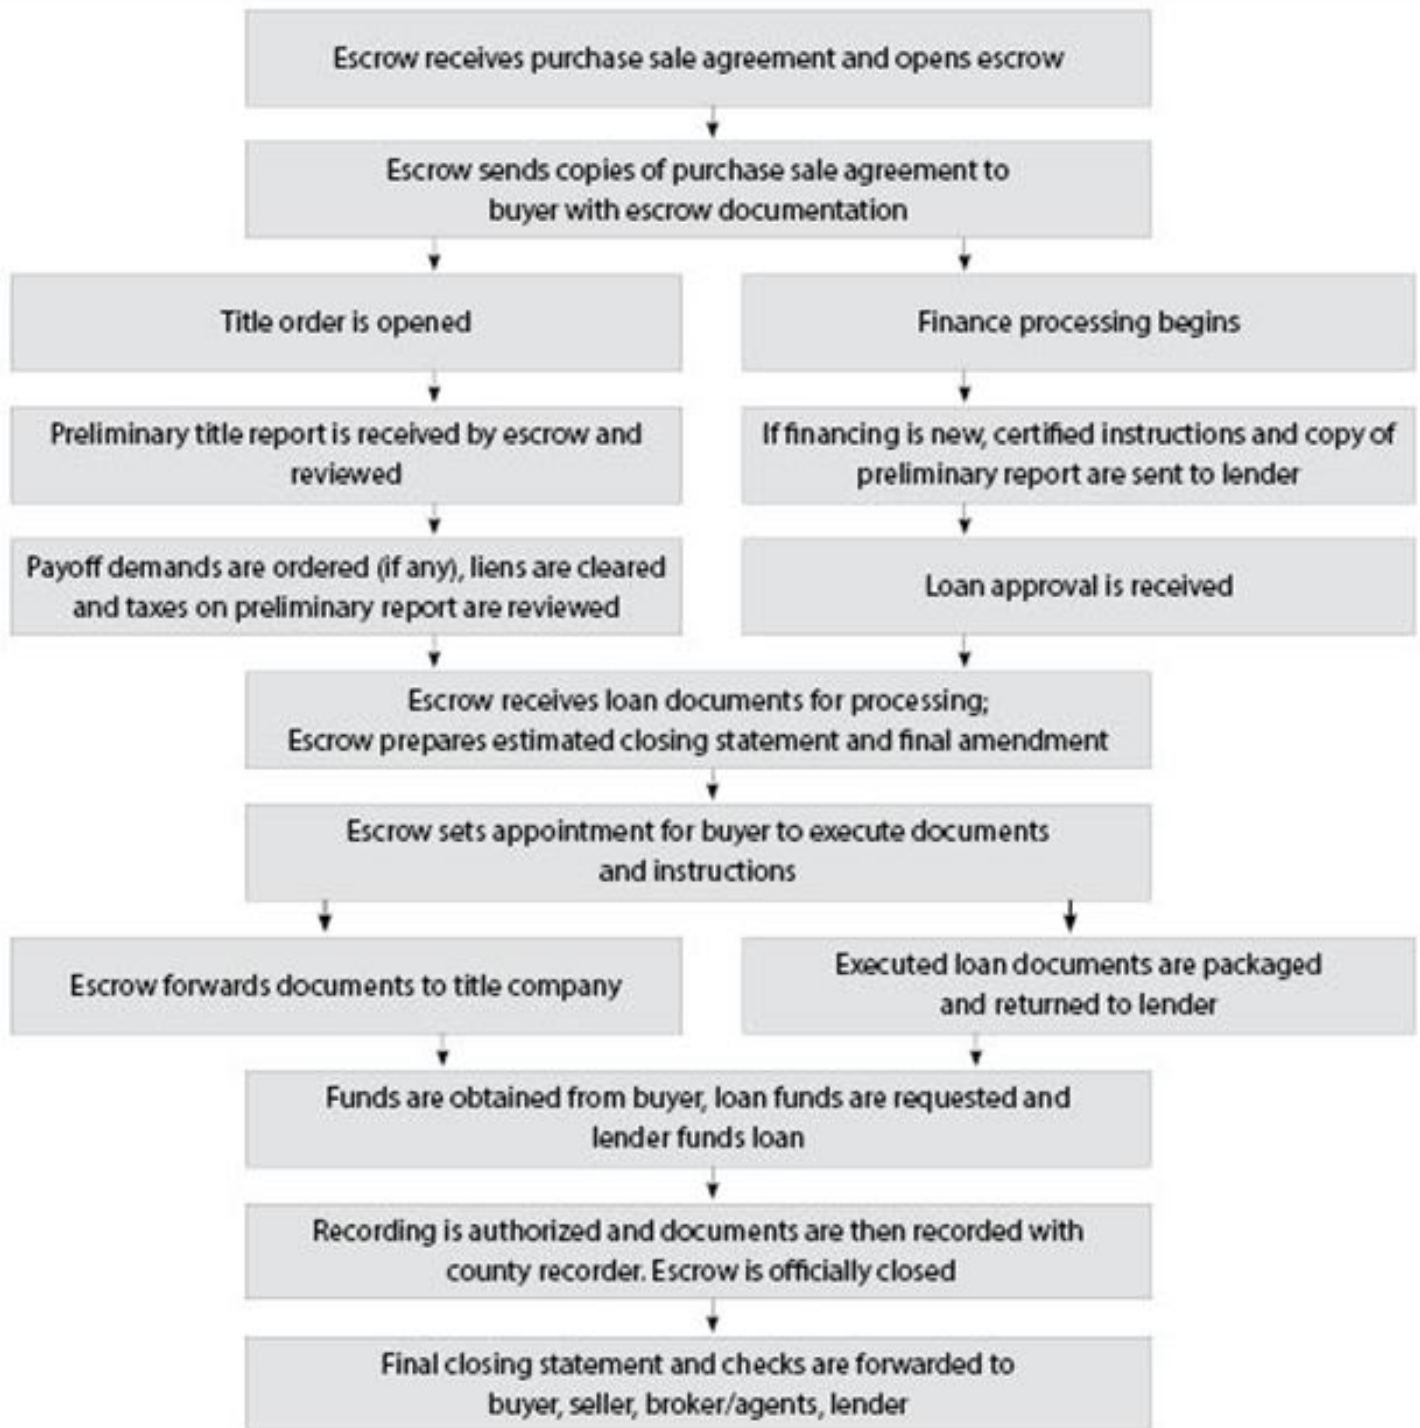 Escrow receives purchase sale agreement and opens escrow
Escrow sends copies of purchase sale agreement to
buyer with escrow documentation
Title order is opened
Finance processing begins
Preliminary title report is received by escrow and
reviewed
If financing is new, certified instructions and copy of
preliminary report are sent to lender
Payoff demands are ordered (if any), liens are cleared
and taxes on preliminary report are reviewed
Loan approval is received
Escrow receives loan documents for processing;
Escrow prepares estimated closing statement and final amendment
Escrow sets appointment for buyer to execute documents
and instructions
Escrow forwards documents to title company
Executed loan documents are packaged
and returned to lender
Funds are obtained from buyer, loan funds are requested and
lender funds loan
Recording is authorized and documents are then recorded with
county recorder. Escrow is officially closed
Final closing statement and checks are forwarded to
buyer, seller, broker/agents, lender